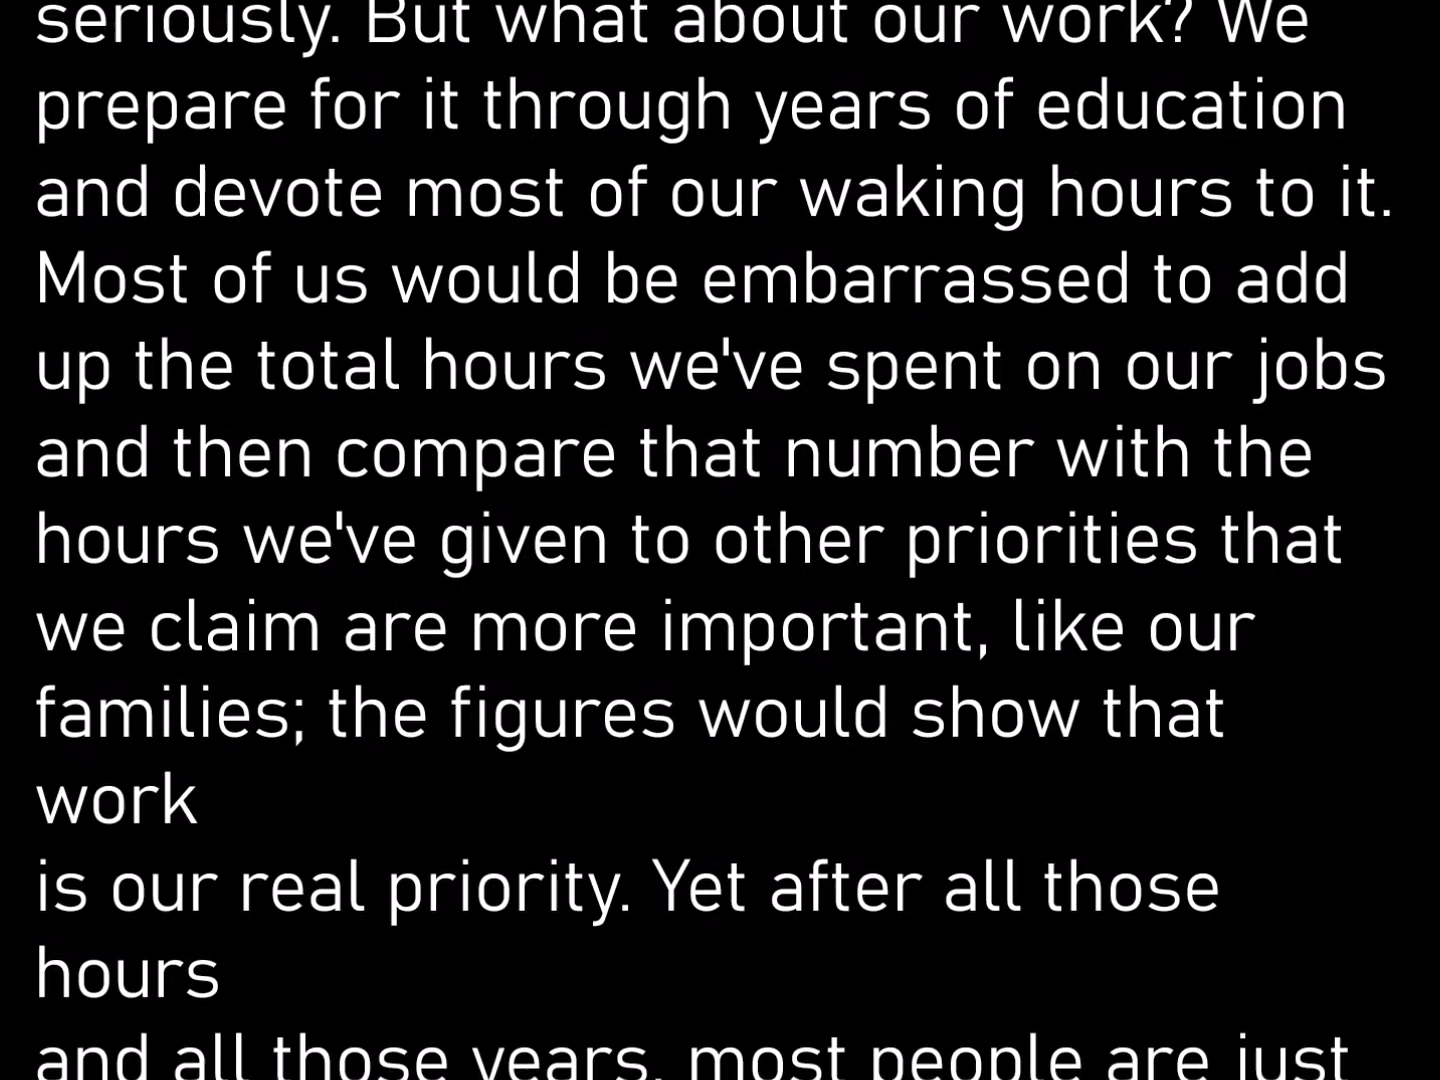 seriously. But what about our work? We
prepare for it through years of education
and devote most of our waking hours to it.
Most of us would be embarrassed to add
up the total hours we've spent on our jobs
and then compare that number with the
hours we've given to other priorities that
we claim are more important, like our
families; the figures would show that
work
is our real priority. Yet after all those
hours
and all those years, most people are just